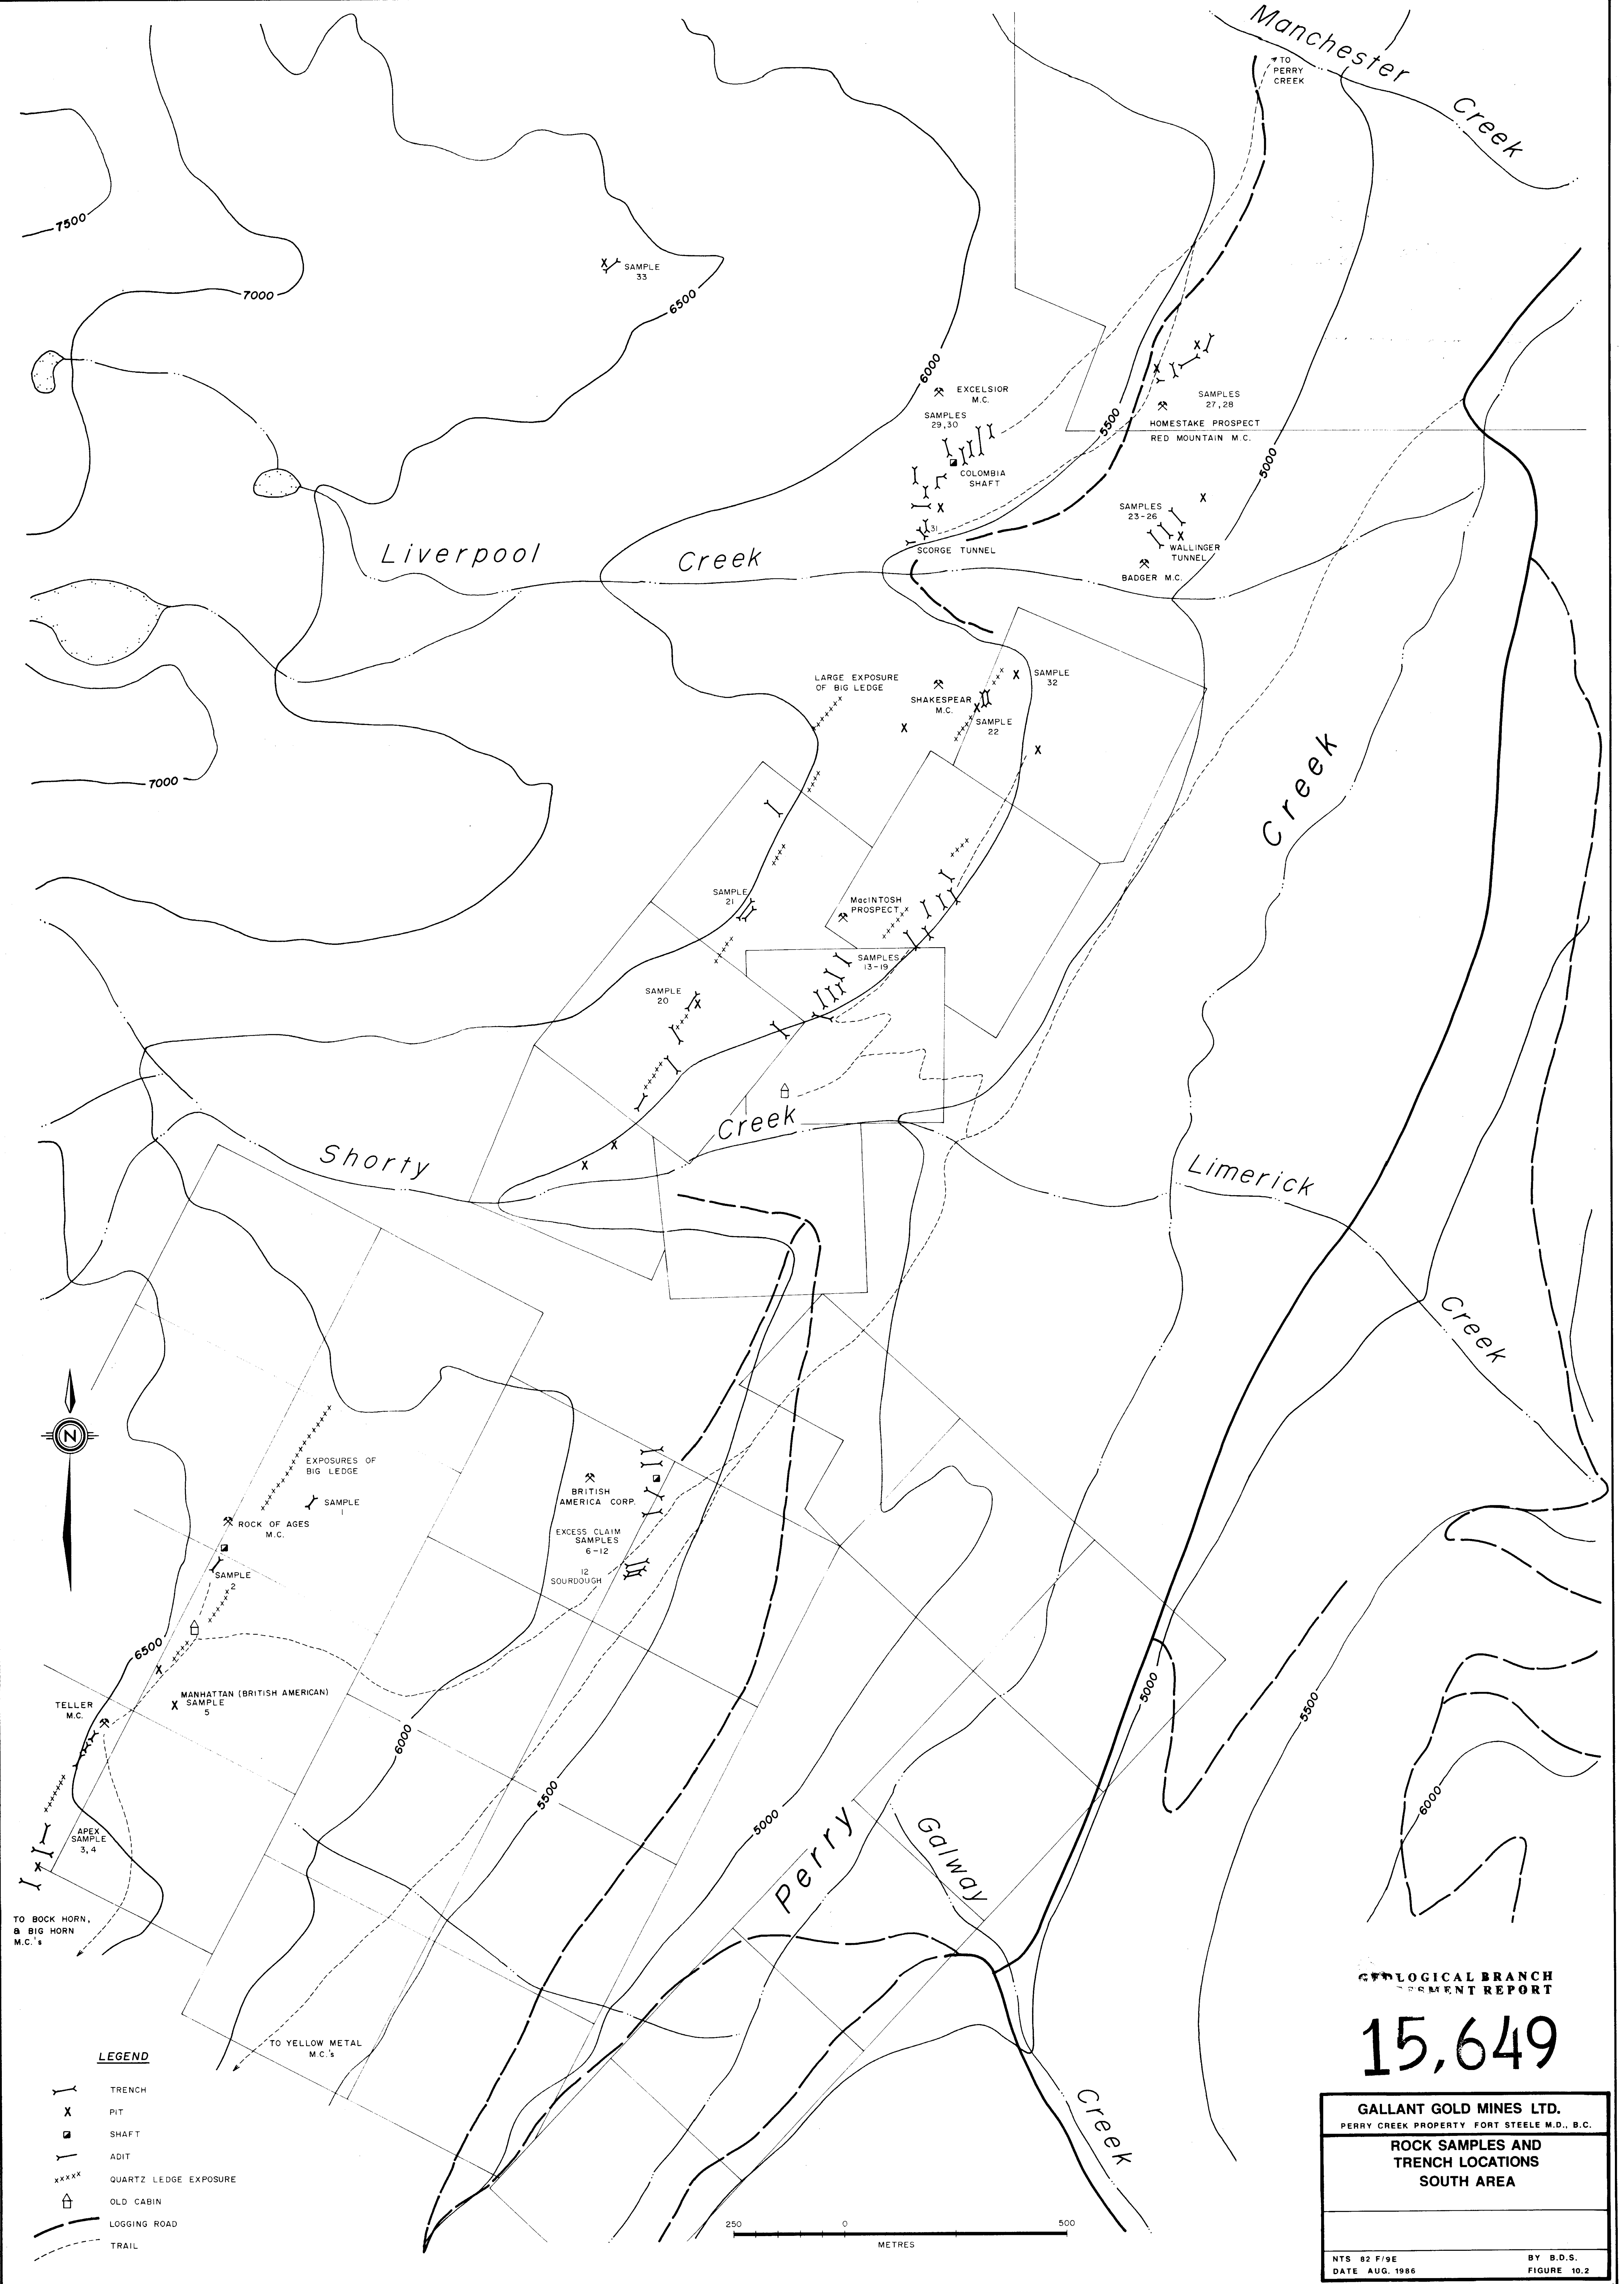 Manchester
Creek
TO
PERRY
CREEK
7500
7000
SAMPLE
33
6500
6000
EXCELSIOR
M.C.
SAMPLES
29,30
COLOMBIA
SHAFT
31
SCORGE TUNNEL
5500
SAMPLES
27,28
HOMESTAKE PROSPECT
RED MOUNTAIN M.C.
5000
SAMPLES
23-26
WALLINGER
TUNNEL
BADGER M.C.
Liverpool
Creek
LARGE EXPOSURE
OF BIG LEDGE
SHAKESPEAR
M.C.
SAMPLE
32
SAMPLE
22
7000
Creek
SAMPLE
21
MacINTOSH
PROSPECT
SAMPLES
13-19
SAMPLE
20
Shorty
Creek
Limerick
Creek
N
EXPOSURES OF
BIG LEDGE
SAMPLE
1
ROCK OF AGES
M.C.
SAMPLE
2
BRITISH
AMERICA CORP.
EXCESS CLAIM
SAMPLES
6-12
12
SOURDOUGH
6500
MANHATTAN (BRITISH AMERICAN)
SAMPLE
5
TELLER
M.C.
6000
5500
5000
5000
5500
6000
APEX
SAMPLE
3,4
Perry
Galway
Creek
TO BOCK HORN,
& BIG HORN
M.C.'s
TO YELLOW METAL
M.C.'s
LEGEND
TRENCH
PIT
SHAFT
ADIT
QUARTZ LEDGE EXPOSURE
OLD CABIN
LOGGING ROAD
TRAIL
250 0 500
METRES
LOGICAL BRANCH
MENT REPORT
15,649
GALLANT GOLD MINES LTD.
PERRY CREEK PROPERTY FORT STEELE M.D., B.C.
ROCK SAMPLES AND
TRENCH LOCATIONS
SOUTH AREA
NTS 82 F/9E BY B.D.S.
DATE AUG. 1986 FIGURE 10.2